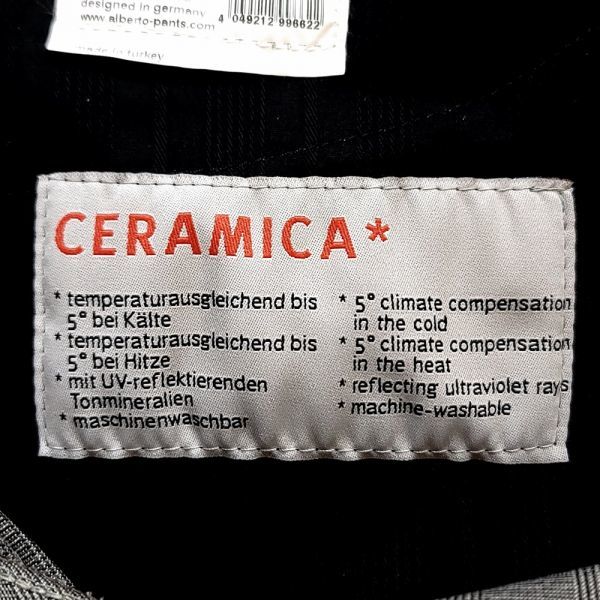 designed in germany
www.alberto-pants.com
4 049212 996622
made in turkey
CERAMICA*
* temperaturausgleichend bis
5° bei Kälte
* temperaturausgleichend bis
5° bei Hitze
* mit UV-reflektierenden
Tonmineralien
* maschinenwaschbar
* 5° climate compensation
in the cold
* 5° climate compensation
in the heat
* reflecting ultraviolet rays
* machine-washable